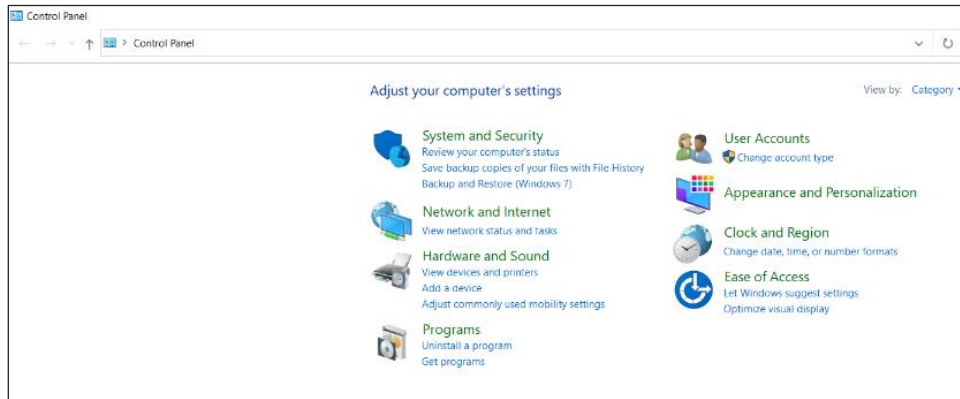 Control Panel
Control Panel
Adjust your computer's settings
View by: Category
System and Security
Review your computer's status
Save backup copies of your files with File History
Backup and Restore (Windows 7)
Network and Internet
View network status and tasks
Hardware and Sound
View devices and printers
Add a device
Adjust commonly used mobility settings
Programs
Uninstall a program
Get programs
User Accounts
Change account type
Appearance and Personalization
Clock and Region
Change date, time, or number formats
Ease of Access
Let Windows suggest settings
Optimize visual display